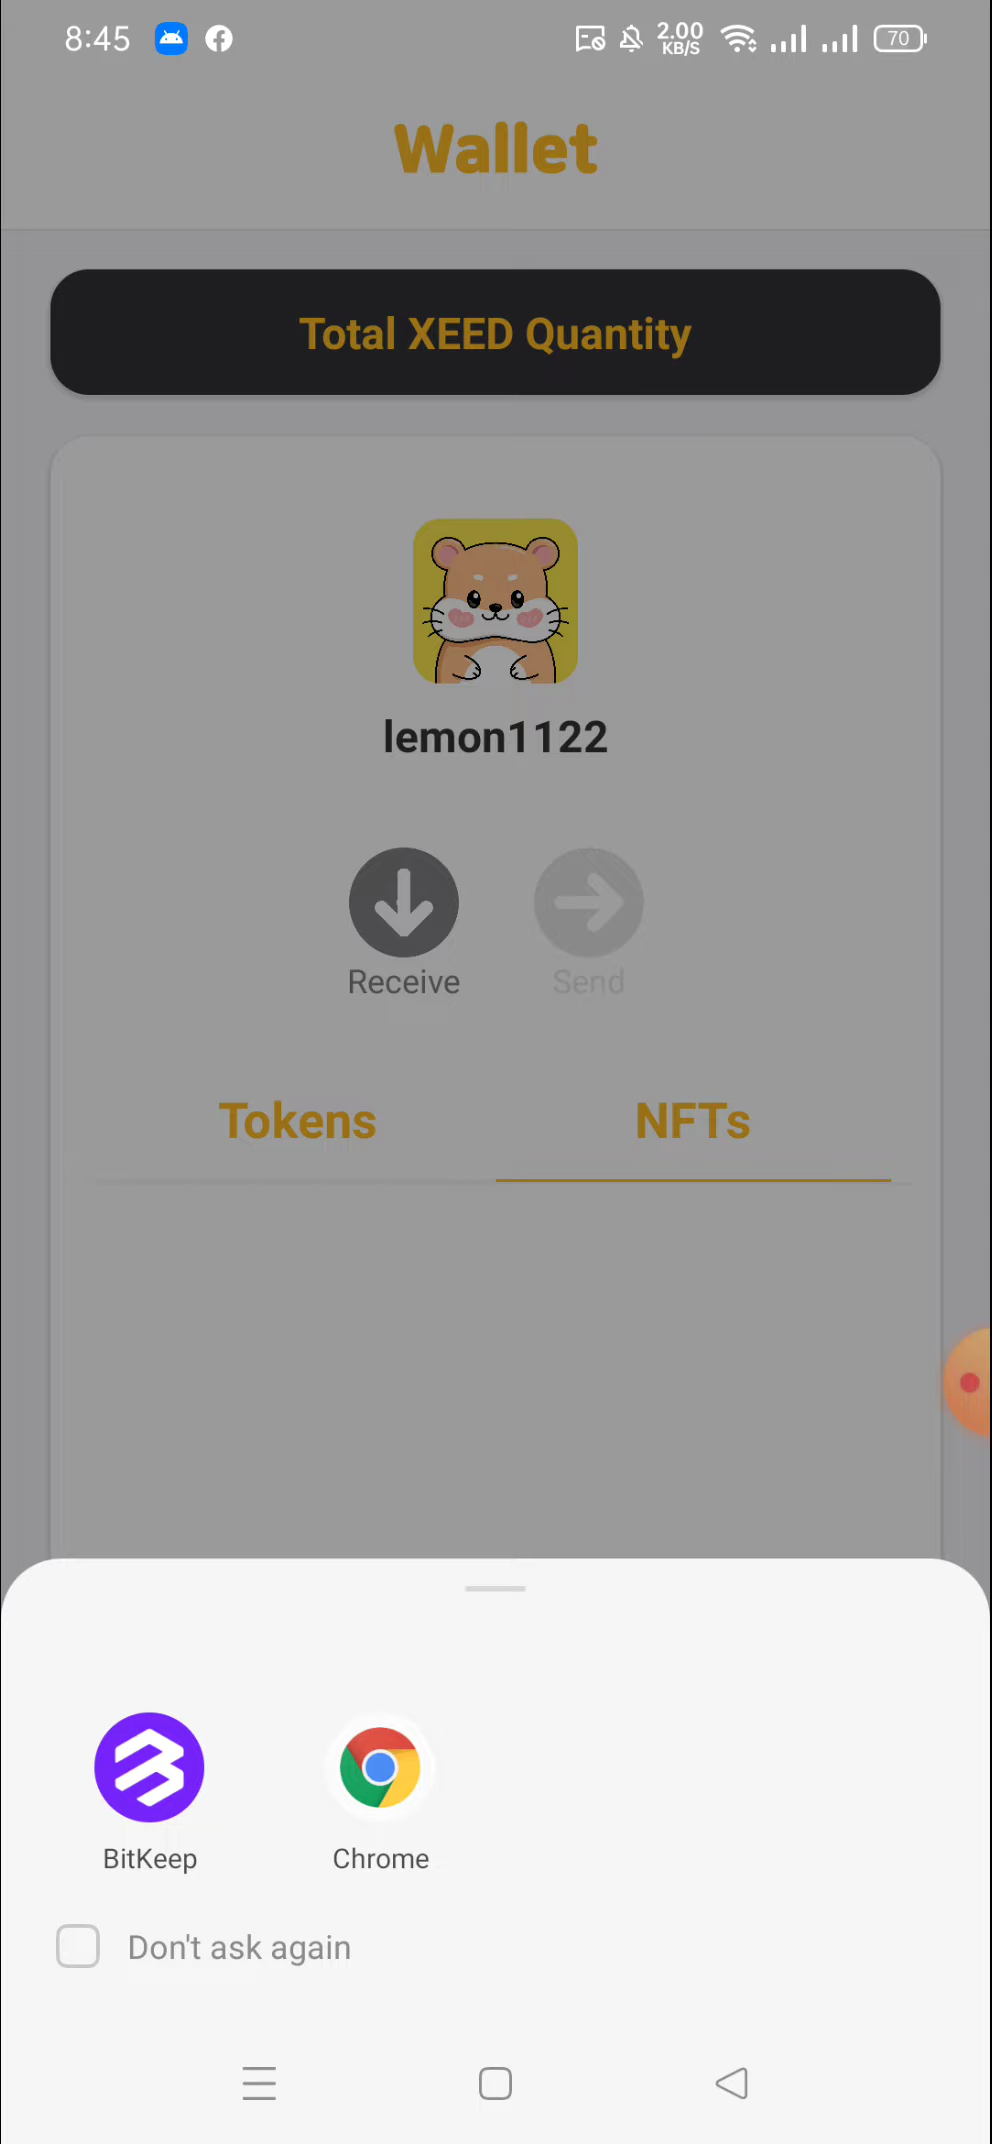 8:45
2.00
KB/S
70
Wallet
Total XEED Quantity
lemon1122
Receive
Send
Tokens
NFTs
BitKeep
Chrome
Don't ask again